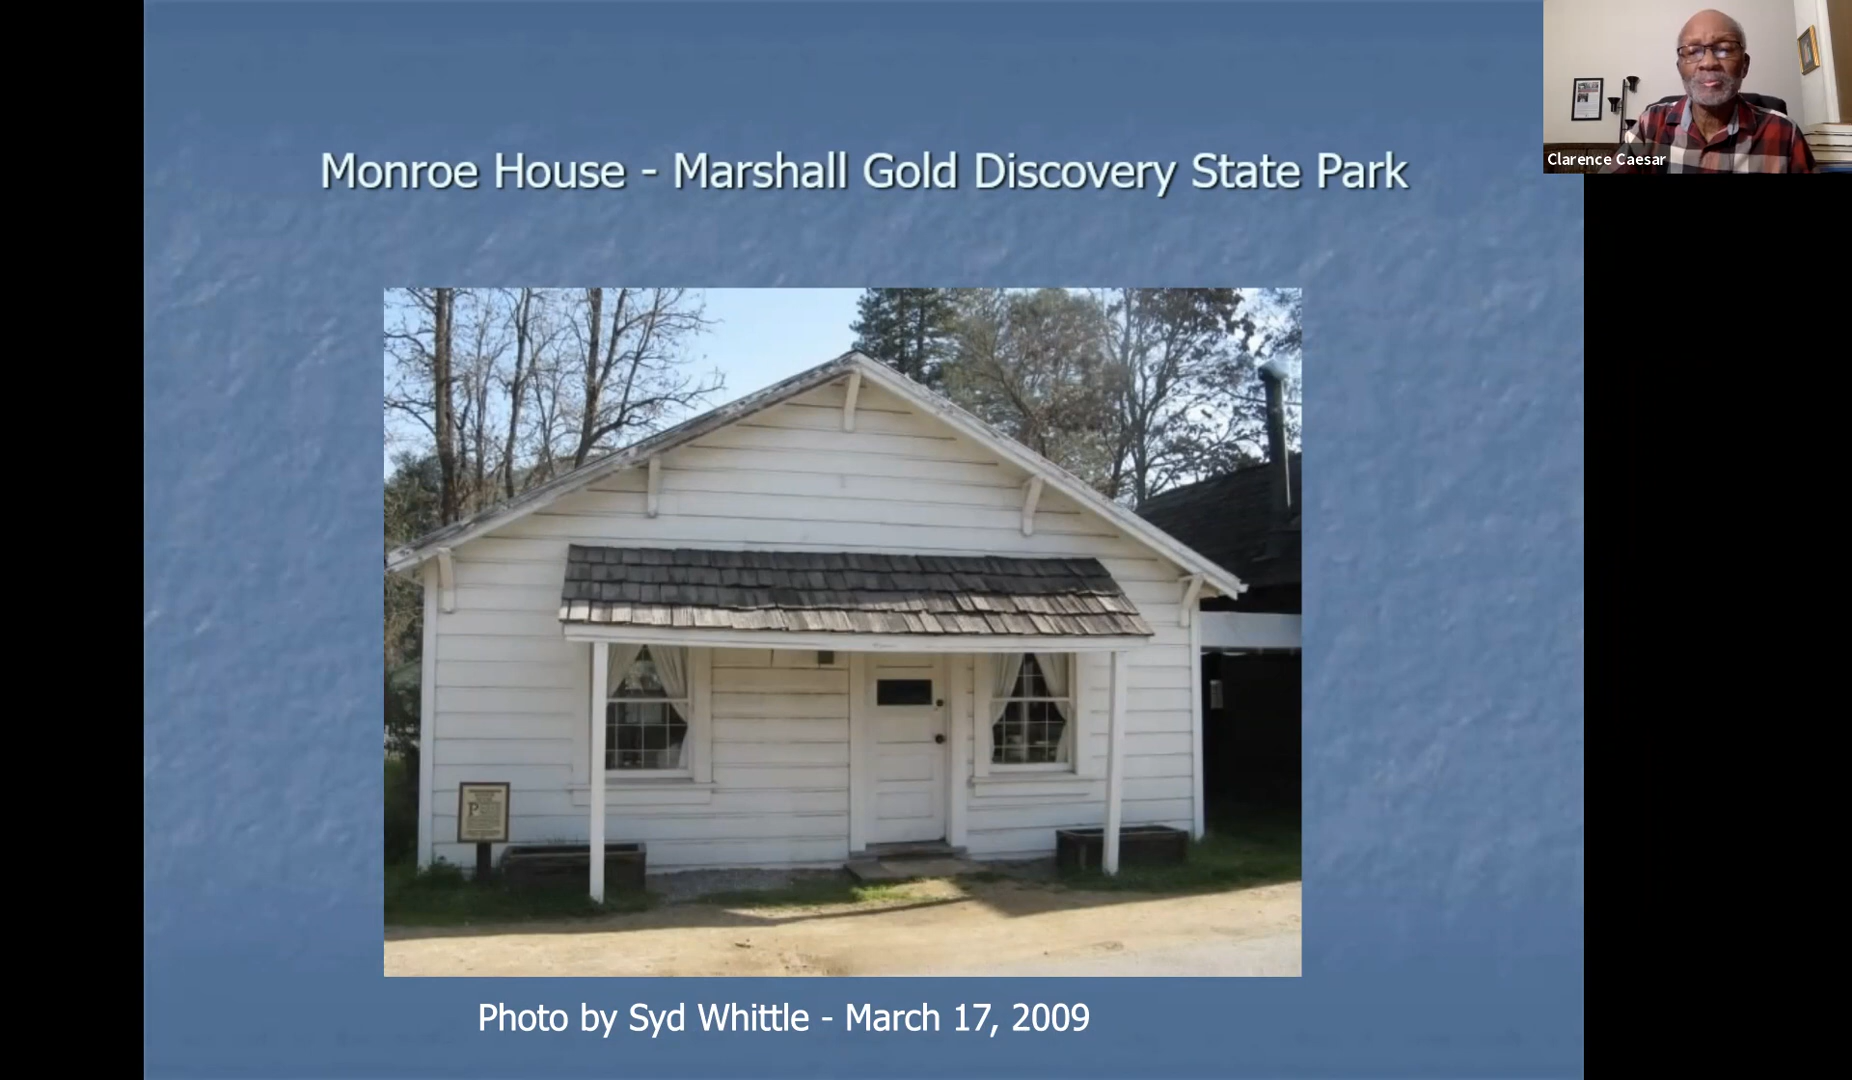 Monroe House - Marshall Gold Discovery State Park
Clarence Caesar
Photo by Syd Whittle - March 17, 2009